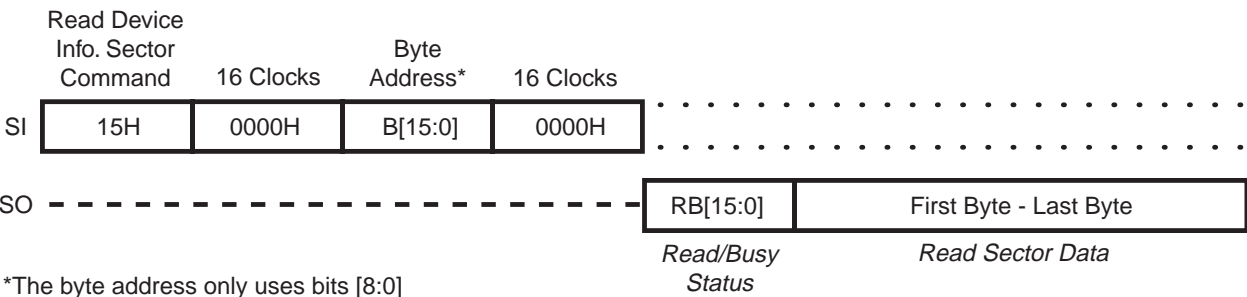 Read Device
Info. Sector
Command
16 Clocks
Byte
Address*
16 Clocks
SI
15H
0000H
B[15:0]
0000H
SO
RB[15:0]
First Byte - Last Byte
Read/Busy
Status
Read Sector Data
*The byte address only uses bits [8:0]